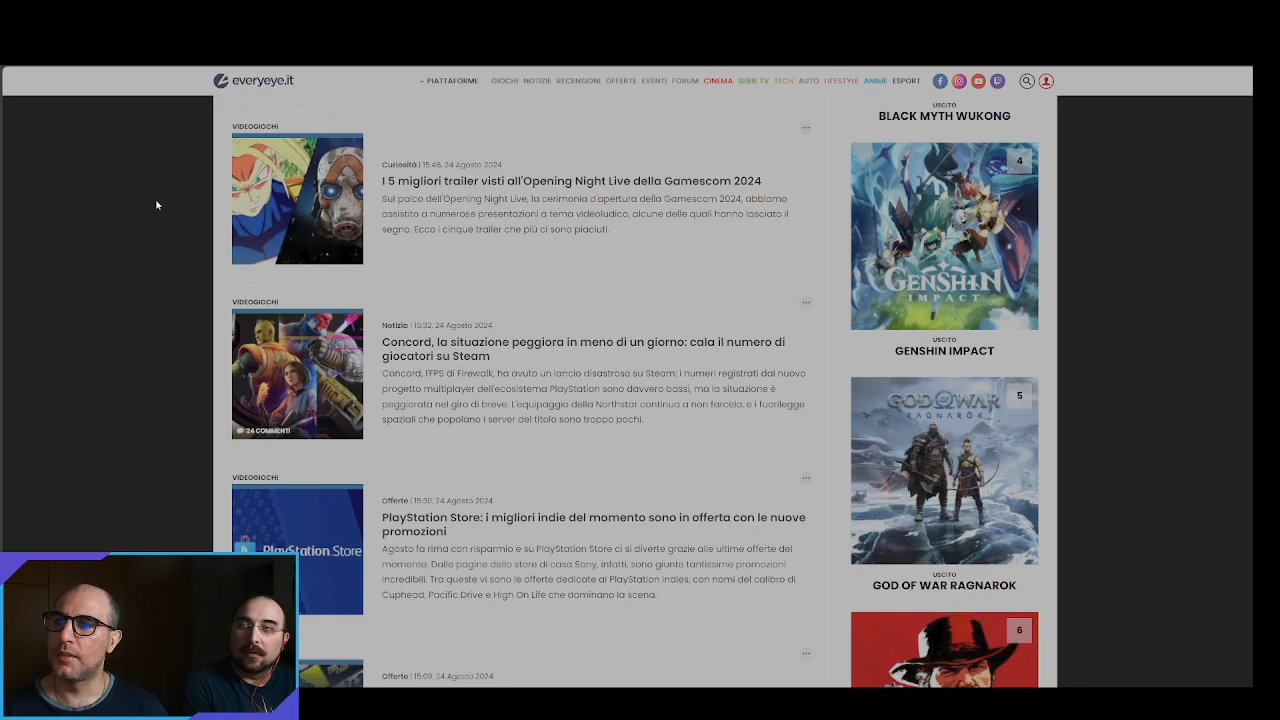 everyeye.it
PIATTAFORME GIOCHI NOTIZIE RECENSIONI OFFERTE EVENTI FORUM CINEMA SERIE TV TECH AUTO LIFESTYLE ANIME ESPORT
VIDEOGIOCHI
Curiosità | 15:46, 24 Agosto 2024
I 5 migliori trailer visti all'Opening Night Live della Gamescom 2024
Sul palco dell'Opening Night Live, la cerimonia d'apertura della Gamescom 2024, abbiamo
assistito a numerose presentazioni a tema videoludico, alcune delle quali hanno lasciato il
segno. Ecco i cinque trailer che più ci sono piaciuti.
VIDEOGIOCHI
24 COMMENTI
Notizia | 15:32, 24 Agosto 2024
Concord, la situazione peggiora in meno di un giorno: cala il numero di
giocatori su Steam
Concord, l'FPS di Firewalk, ha avuto un lancio disastroso su Steam: i numeri registrati dal nuovo
progetto multiplayer dell'ecosistema PlayStation sono davvero bassi, ma la situazione è
peggiorata nel giro di breve. L'equipaggio della Northstar continua a non farcela, e i fuorilegge
spaziali che popolano i server del titolo sono troppo pochi.
VIDEOGIOCHI
PlayStation Store
Offerte | 15:30, 24 Agosto 2024
PlayStation Store: i migliori indie del momento sono in offerta con le nuove
promozioni
Agosto fa rima con risparmio e su PlayStation Store ci si diverte grazie alle ultime offerte del
momento. Dalle pagine dello store di casa Sony, infatti, sono giunte tantissime promozioni
incredibili. Tra queste vi sono le offerte dedicate ai PlayStation Indies, con nomi del calibro di
Cuphead, Pacific Drive e High On Life che dominano la scena.
Offerte | 15:00, 24 Agosto 2024
USCITO
BLACK MYTH WUKONG
4
GENSHIN
IMPACT
USCITO
GENSHIN IMPACT
5
GOD OF WAR
RAGNARÖK
USCITO
GOD OF WAR RAGNAROK
6